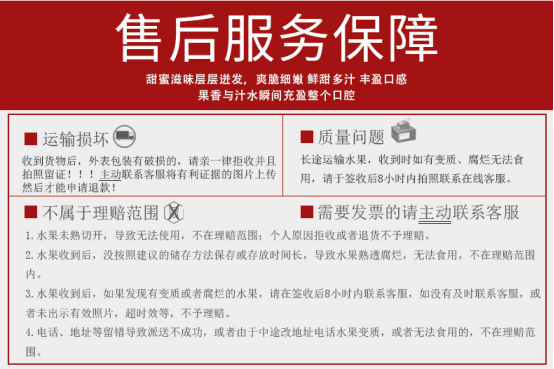 售后服务保障
甜蜜滋味层层迸发，爽脆细嫩 鲜甜多汁 丰盈口感
果香与汁水瞬间充盈整个口腔
运输损坏
收到货物后，外表包装有破损的，请亲一律拒收并且
拍照留证！！！主动联系客服将有利证据的图片上传
然后才能申请退款！
质量问题
长途运输水果，收到时如有变质、腐烂无法食
用，请于签收后8小时内拍照联系在线客服。
不属于理赔范围
需要发票的请主动联系客服
1.水果未熟切开，导致无法使用，不在理赔范围；个人原因拒收或者退货不予理赔。
2.水果收到后，没按照建议的储存方法保存或存放时间长，导致水果熟透腐烂，无法食用，不在理赔范围
内。
3.水果收到后，如果发现有变质或者腐烂的水果，请在签收后8小时内联系客服，如没有及时联系客服，或
者未出示有效照片，超时效等，不予理赔。
4.电话、地址等留错导致派送不成功，或者由于中途改地址电话水果变质，或者无法食用的，不在理赔范
围。